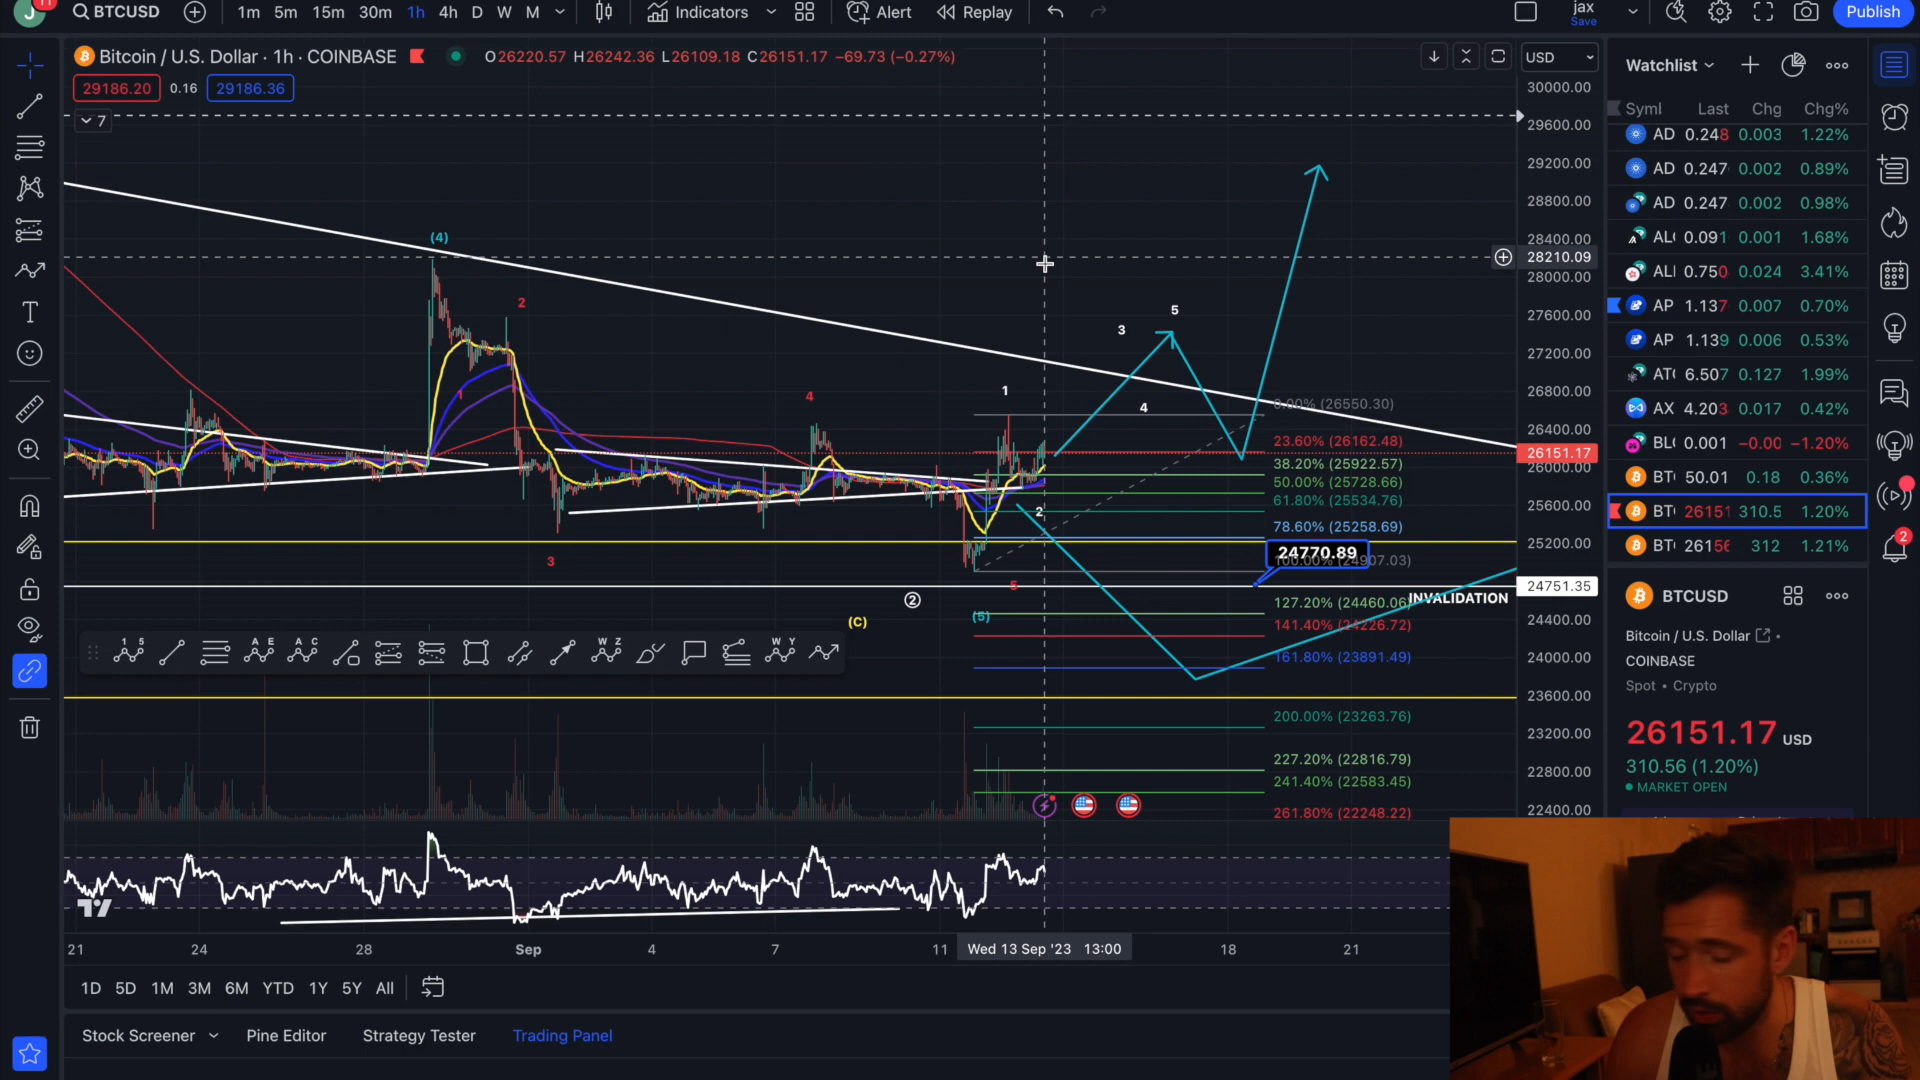 J 11 BTCUSD 1m 5m 15m 30m 1h 4h D W M Indicators Alert Replay jax Save Publish
Bitcoin / U.S. Dollar · 1h · COINBASE O26220.57 H26242.36 L26109.18 C26151.17 −69.73 (−0.27%)
29186.20 0.16 29186.36
7
(4)
2
1
4
3
5
1
3
5
4
2
2
(C)
(5)
0.00% (26550.30)
23.60% (26162.48)
38.20% (25922.57)
50.00% (25728.66)
61.80% (25534.76)
78.60% (25258.69)
24770.89
100.00% (24907.03)
INVALIDATION
127.20% (24460.06)
141.40% (24226.72)
161.80% (23891.49)
200.00% (23263.76)
227.20% (22816.79)
241.40% (22583.45)
261.80% (22248.22)
1 5 A E A C W Z W Y
USD
30000.00
29600.00
29200.00
28800.00
28400.00
28210.09
28000.00
27600.00
27200.00
26800.00
26400.00
26151.17
26000.00
25600.00
25200.00
24751.35
24400.00
24000.00
23600.00
23200.00
22800.00
22400.00
21 24 28 Sep 4 7 11 Wed 13 Sep '23 13:00 18 21
1D 5D 1M 3M 6M YTD 1Y 5Y All
Stock Screener Pine Editor Strategy Tester Trading Panel
Watchlist
Syml Last Chg Chg%
AD 0.248 0.003 1.22%
AD 0.247 0.002 0.89%
AD 0.247 0.002 0.98%
AL 0.091 0.001 1.68%
ALI 0.750 0.024 3.41%
AP 1.137 0.007 0.70%
AP 1.139 0.006 0.53%
AT 6.507 0.127 1.99%
AX 4.203 0.017 0.42%
BL 0.001 −0.00 −1.20%
BT 50.01 0.18 0.36%
BT 26151 310.5 1.20%
BT 26156 312 1.21%
2
BTCUSD
Bitcoin / U.S. Dollar
COINBASE
Spot • Crypto
26151.17 USD
310.56 (1.20%)
MARKET OPEN